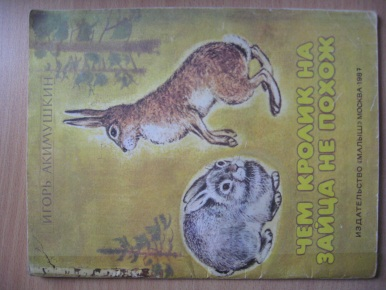 ИГОРЬ АКИМУШКИН
ЧЕМ КРОЛИК НА
ЗАЙЦА НЕ ПОХОЖ
ИЗДАТЕЛЬСТВО «МАЛЫШ» МОСКВА 1987